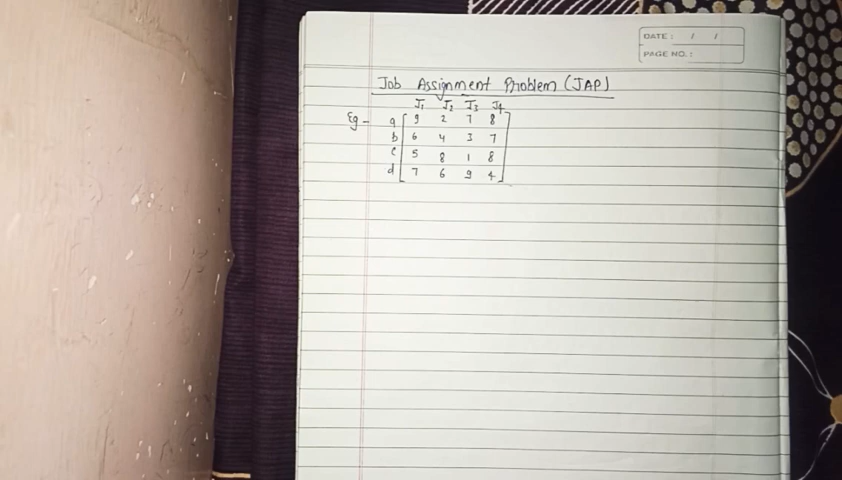 DATE : / /
PAGE NO. :
Job Assignment Problem (JAP)
J1 J2 J3 J4
Eg - a 9 2 7 8
b 6 4 3 7
c 5 8 1 8
d 7 6 9 4